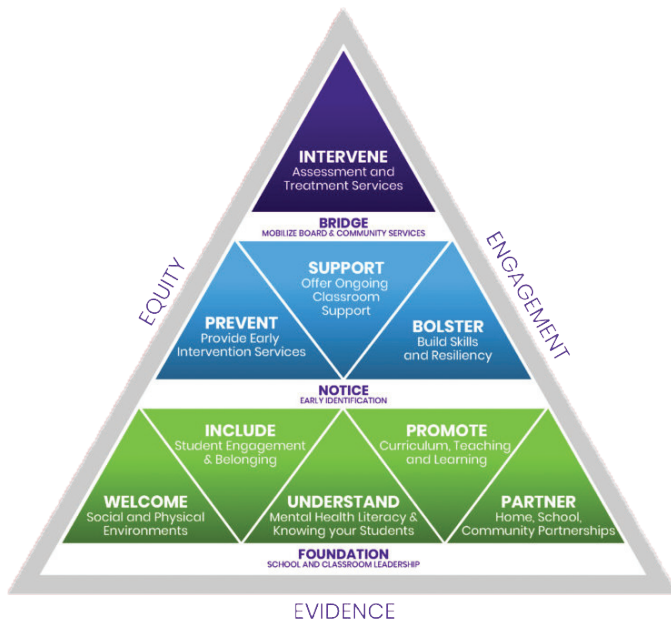 INTERVENE
Assessment and
Treatment Services
BRIDGE
MOBILIZE BOARD & COMMUNITY SERVICES
EQUITY
ENGAGEMENT
SUPPORT
Offer Ongoing
Classroom
Support
PREVENT
Provide Early
Intervention Services
BOLSTER
Build Skills
and Resiliency
NOTICE
EARLY IDENTIFICATION
INCLUDE
Student Engagement
& Belonging
PROMOTE
Curriculum, Teaching
and Learning
WELCOME
Social and Physical
Environments
UNDERSTAND
Mental Health Literacy &
Knowing your Students
PARTNER
Home, School,
Community Partnerships
FOUNDATION
SCHOOL AND CLASSROOM LEADERSHIP
EVIDENCE